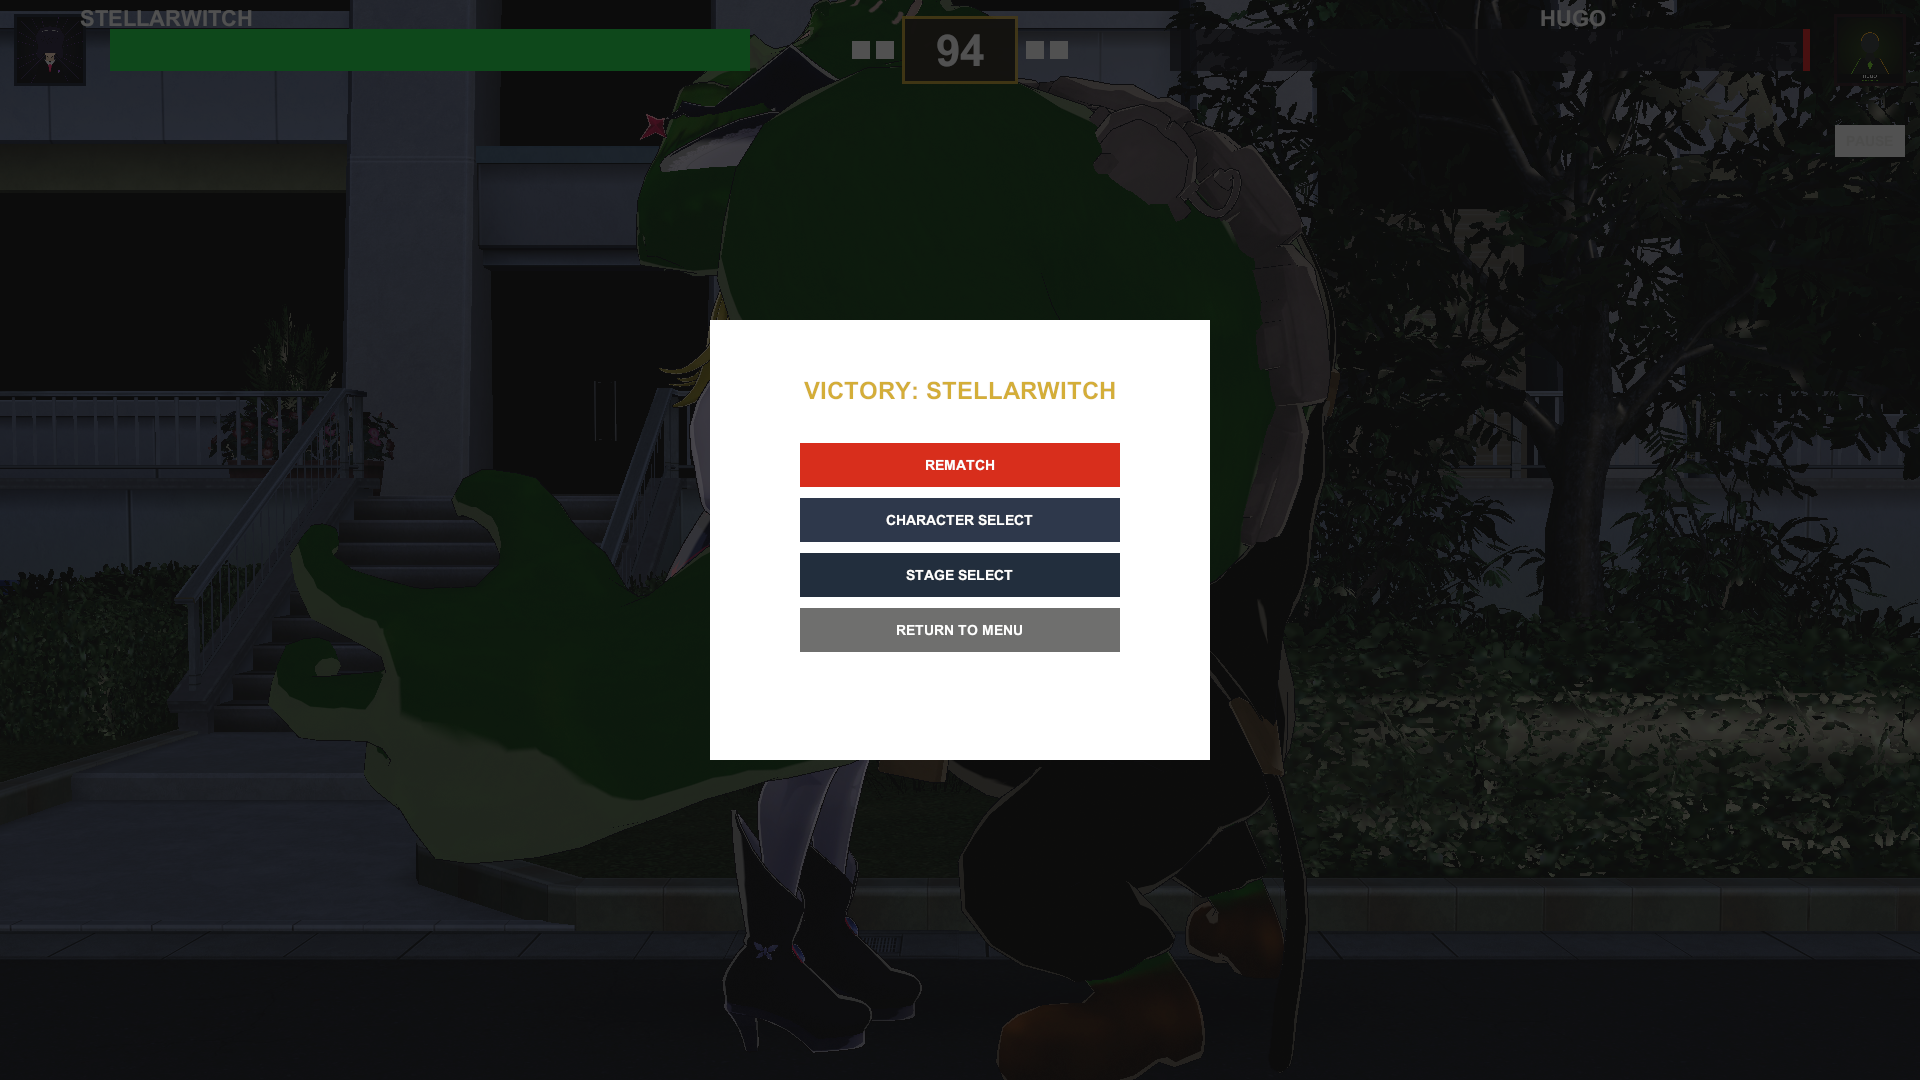 STELLARWITCH
94
HUGO
PAUSE
VICTORY: STELLARWITCH
REMATCH
CHARACTER SELECT
STAGE SELECT
RETURN TO MENU